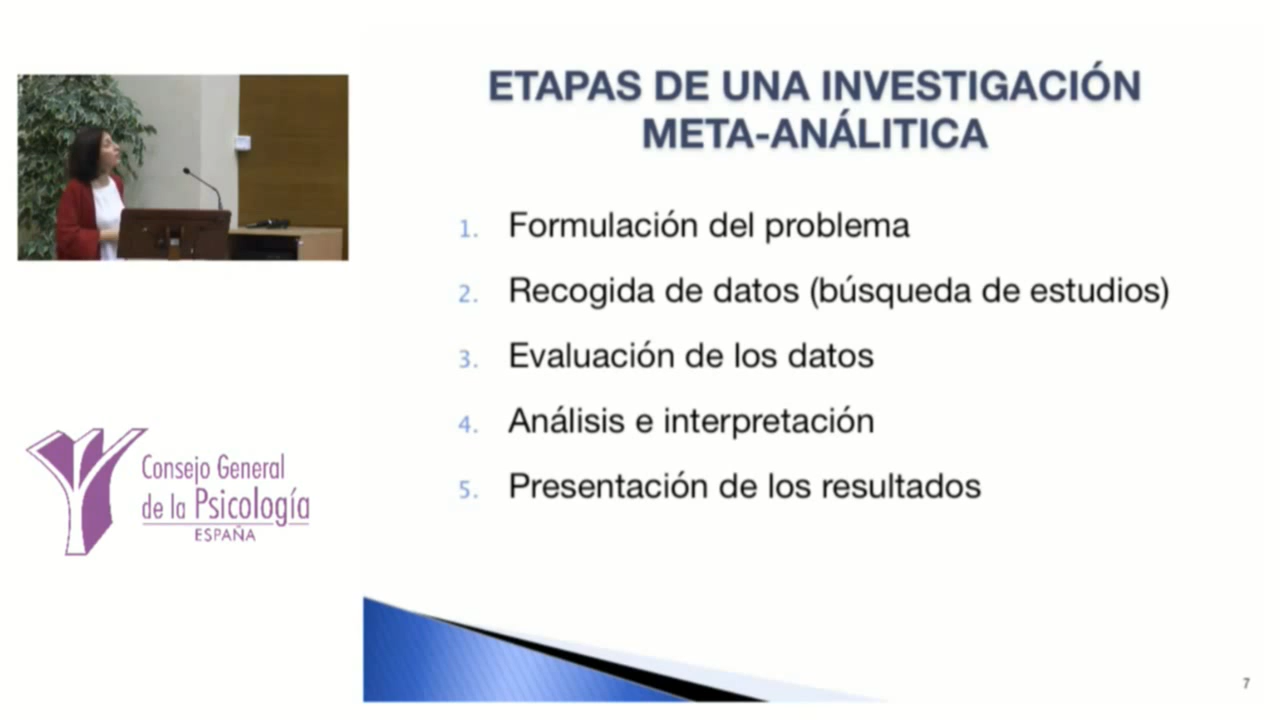 ETAPAS DE UNA INVESTIGACIÓN
META-ANÁLITICA
1. Formulación del problema
2. Recogida de datos (búsqueda de estudios)
3. Evaluación de los datos
4. Análisis e interpretación
5. Presentación de los resultados
Consejo General
de la Psicología
ESPAÑA
7